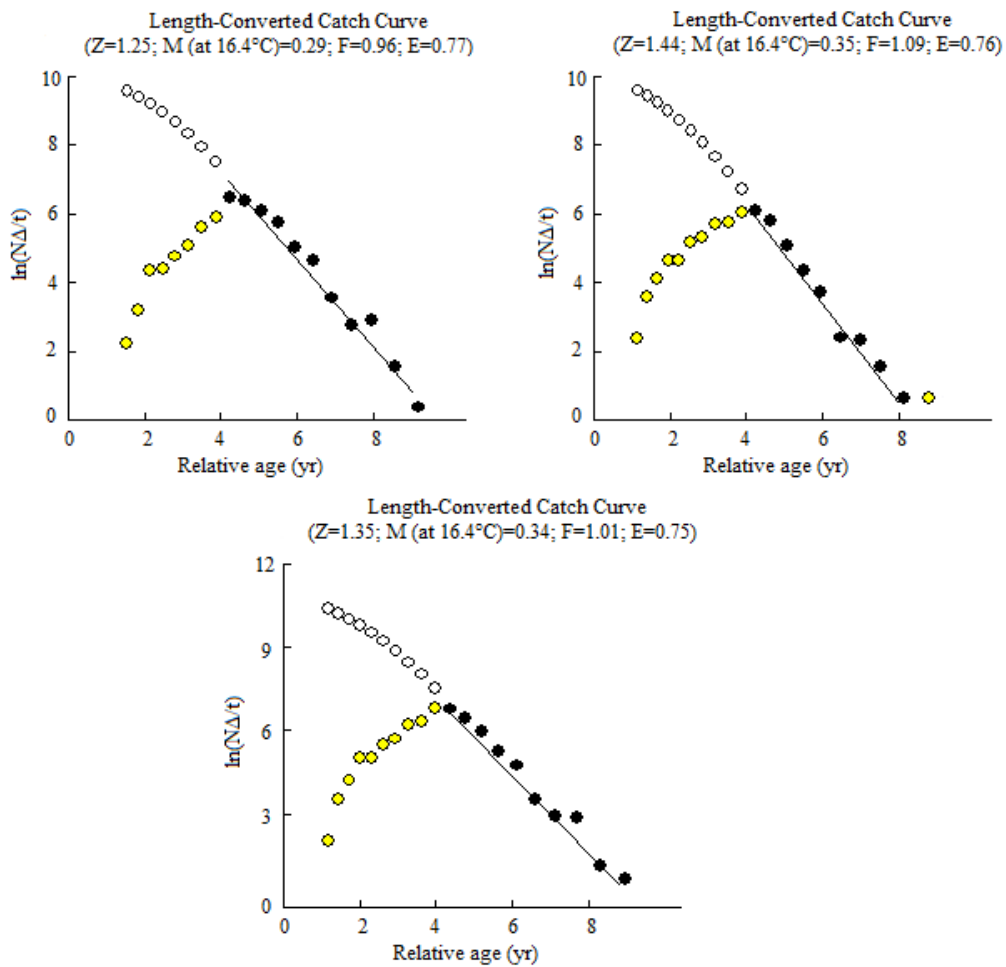 Length-Converted Catch Curve
(Z=1.25; M (at 16.4°C)=0.29; F=0.96; E=0.77)
10
8
6
4
2
0
ln(NΔ/t)
0 2 4 6 8
Relative age (yr)
Length-Converted Catch Curve
(Z=1.44; M (at 16.4°C)=0.35; F=1.09; E=0.76)
10
8
6
4
2
0
ln(NΔ/t)
0 2 4 6 8
Relative age (yr)
Length-Converted Catch Curve
(Z=1.35; M (at 16.4°C)=0.34; F=1.01; E=0.75)
12
9
6
3
0
ln(NΔ/t)
0 2 4 6 8
Relative age (yr)